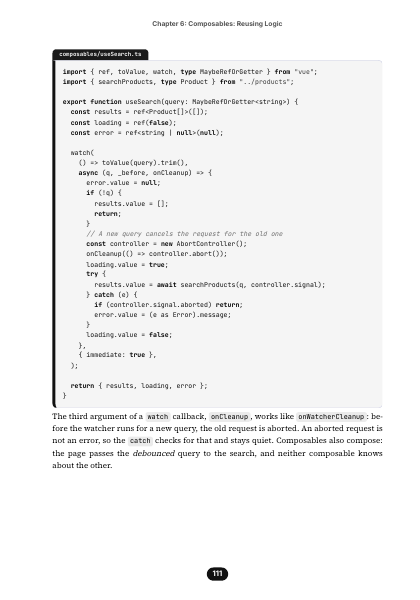 Chapter 6: Composables: Reusing Logic
composables/useSearch.ts
import { ref, toValue, watch, type MaybeRefOrGetter } from "vue";
import { searchProducts, type Product } from "../products";
export function useSearch(query: MaybeRefOrGetter<string>) {
  const results = ref<Product[]>([]);
  const loading = ref(false);
  const error = ref<string | null>(null);
  watch(
    () => toValue(query).trim(),
    async (q, _before, onCleanup) => {
      error.value = null;
      if (!q) {
        results.value = [];
        return;
      }
      // A new query cancels the request for the old one
      const controller = new AbortController();
      onCleanup(() => controller.abort());
      loading.value = true;
      try {
        results.value = await searchProducts(q, controller.signal);
      } catch (e) {
        if (controller.signal.aborted) return;
        error.value = (e as Error).message;
      }
      loading.value = false;
    },
    { immediate: true },
  );
  return { results, loading, error };
}
The third argument of a watch callback, onCleanup, works like onWatcherCleanup: be-
fore the watcher runs for a new query, the old request is aborted. An aborted request is
not an error, so the catch checks for that and stays quiet. Composables also compose:
the page passes the debounced query to the search, and neither composable knows
about the other.
111